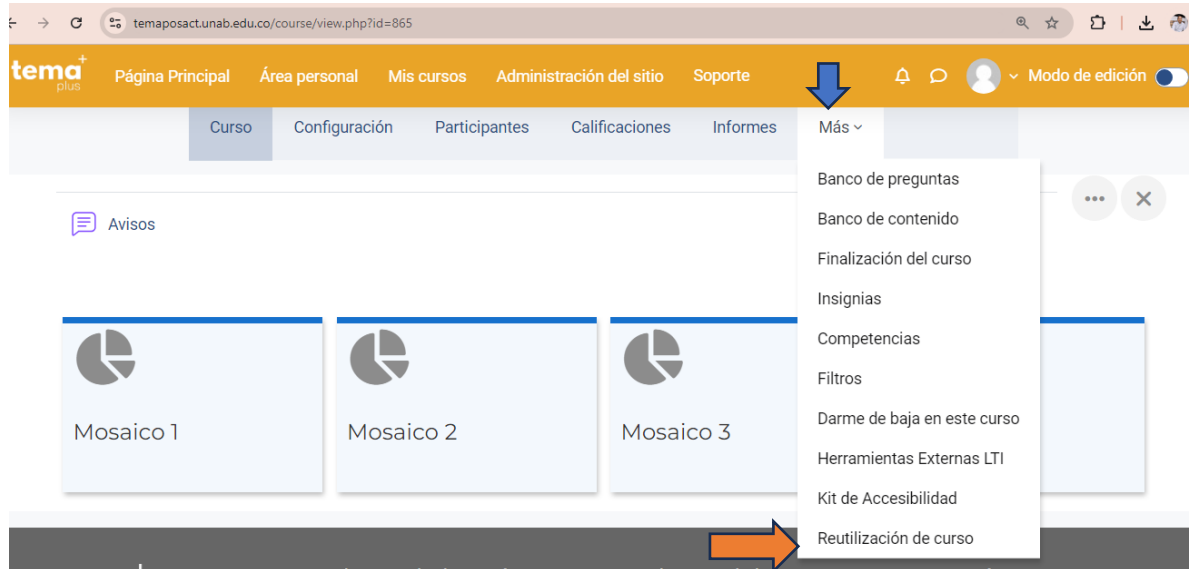 temaposact.unab.edu.co/course/view.php?id=865
tema+
plus
Página Principal Área personal Mis cursos Administración del sitio Soporte Modo de edición
Curso Configuración Participantes Calificaciones Informes Más
Avisos
Banco de preguntas
Banco de contenido
Finalización del curso
Insignias
Competencias
Filtros
Darme de baja en este curso
Herramientas Externas LTI
Kit de Accesibilidad
Reutilización de curso
Mosaico 1
Mosaico 2
Mosaico 3